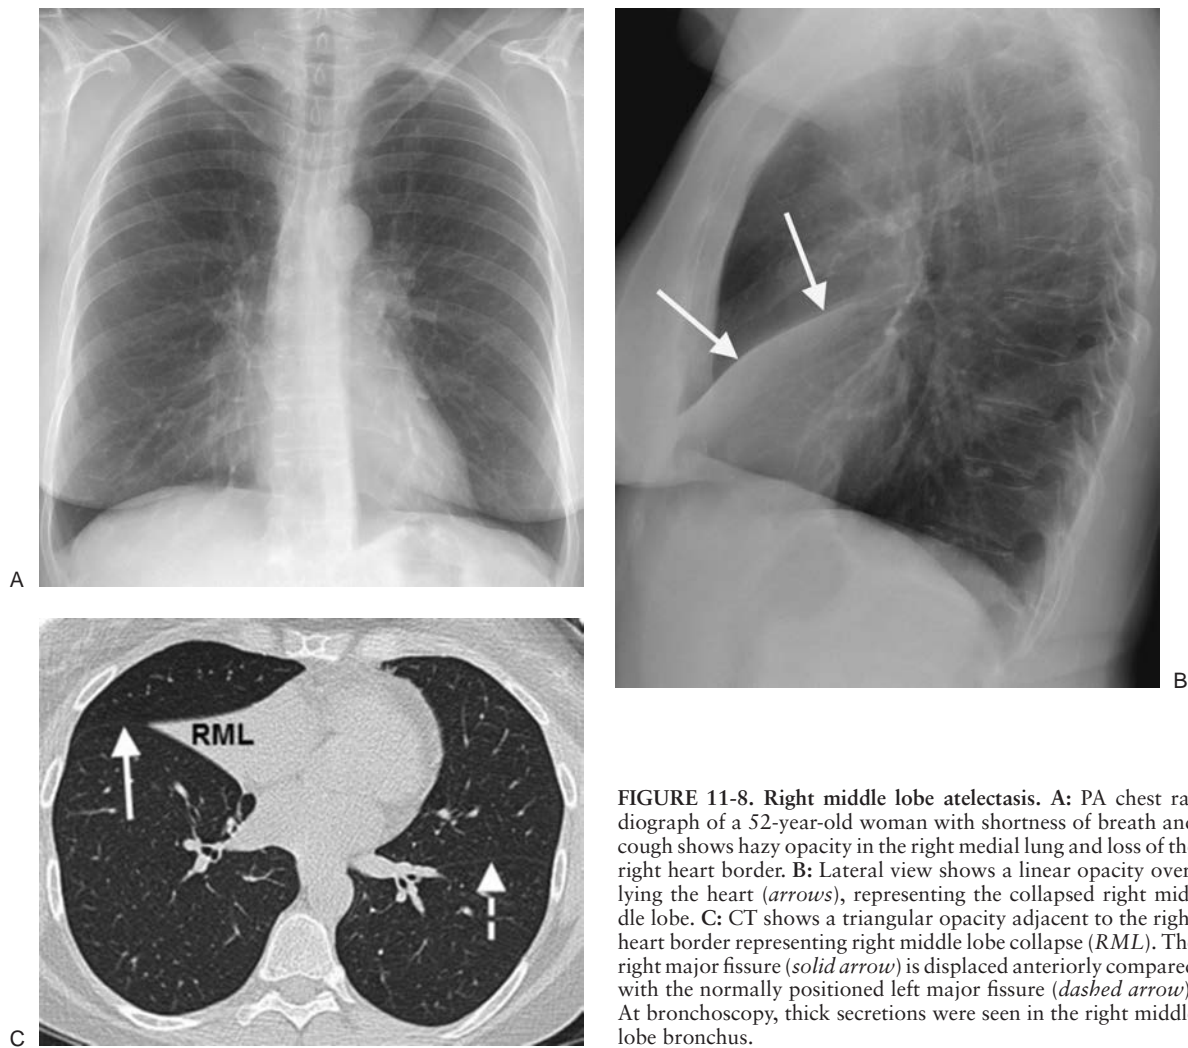 A
B
RML
C
FIGURE 11-8. Right middle lobe atelectasis. A: PA chest ra
diograph of a 52-year-old woman with shortness of breath and
cough shows hazy opacity in the right medial lung and loss of the
right heart border. B: Lateral view shows a linear opacity over
lying the heart (arrows), representing the collapsed right mid
dle lobe. C: CT shows a triangular opacity adjacent to the righ
heart border representing right middle lobe collapse (RML). Th
right major fissure (solid arrow) is displaced anteriorly compared
with the normally positioned left major fissure (dashed arrow)
At bronchoscopy, thick secretions were seen in the right middl
lobe bronchus.